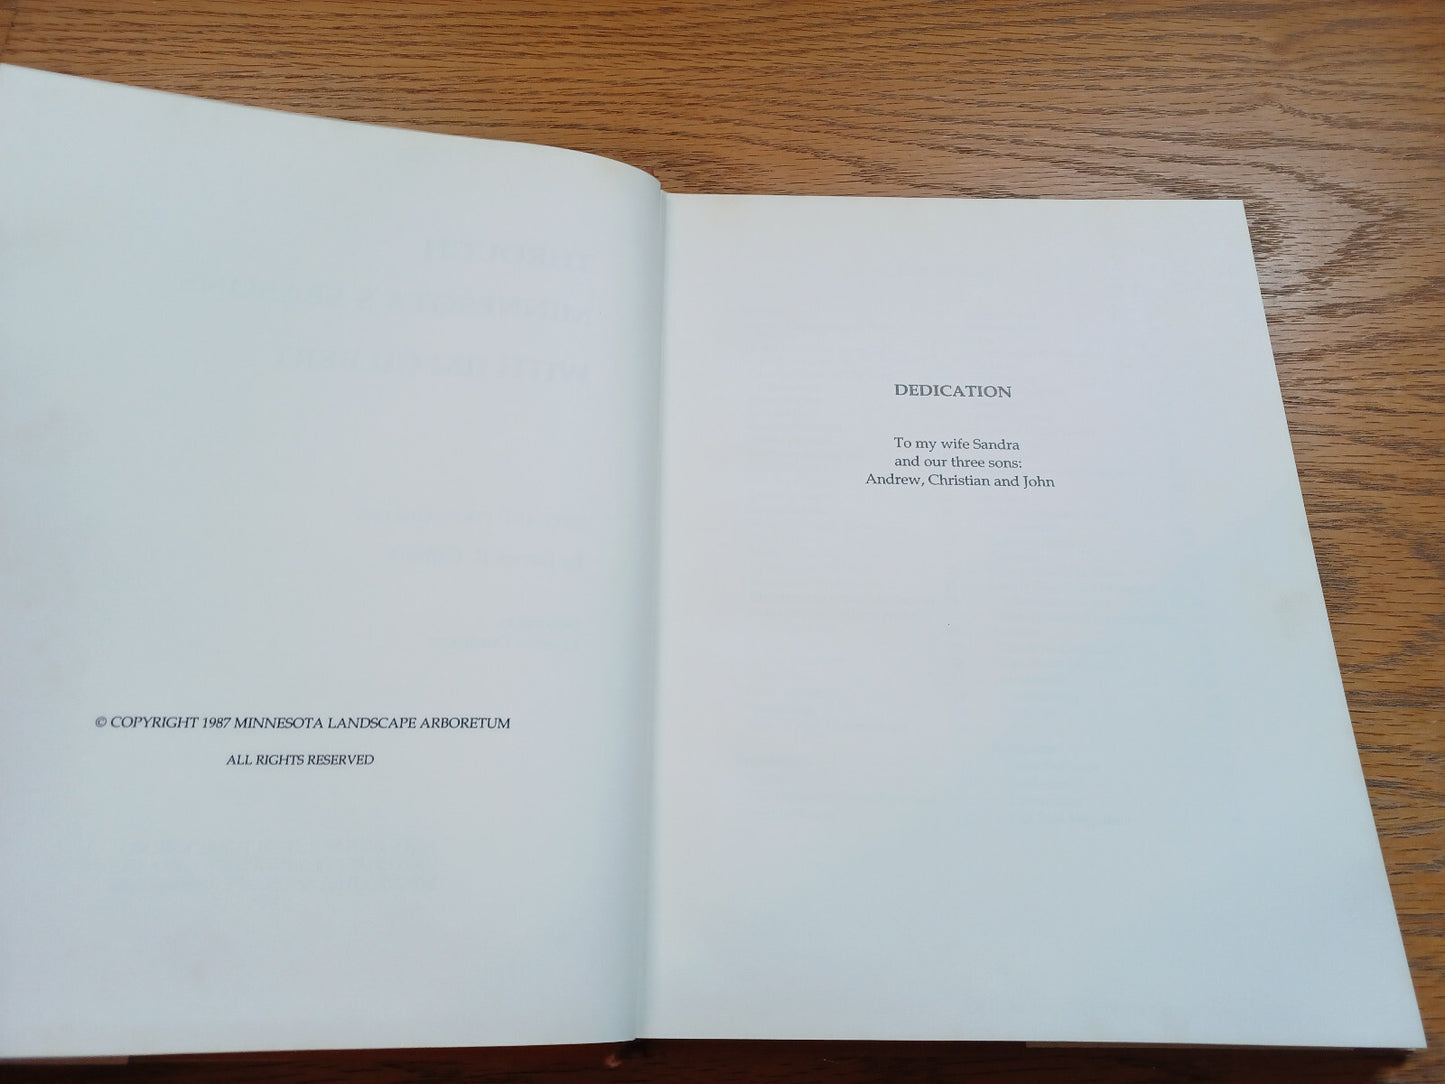 © COPYRIGHT 1987 MINNESOTA LANDSCAPE ARBORETUM
ALL RIGHTS RESERVED
DEDICATION
To my wife Sandra
and our three sons:
Andrew, Christian and John